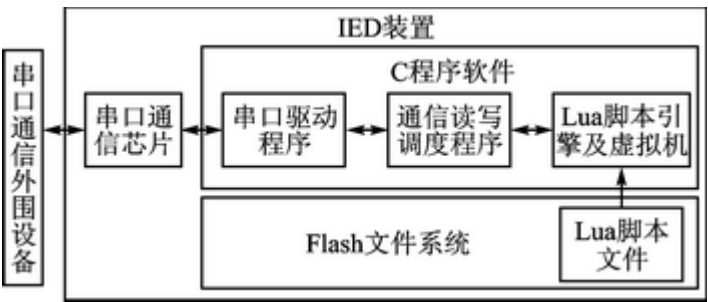 IED装置
串
口
通
信
外
围
设
备
串口通
信芯片
C程序软件
串口驱动
程序
通信读写
调度程序
Lua脚本引
擎及虚拟机
Flash文件系统
Lua脚本
文件